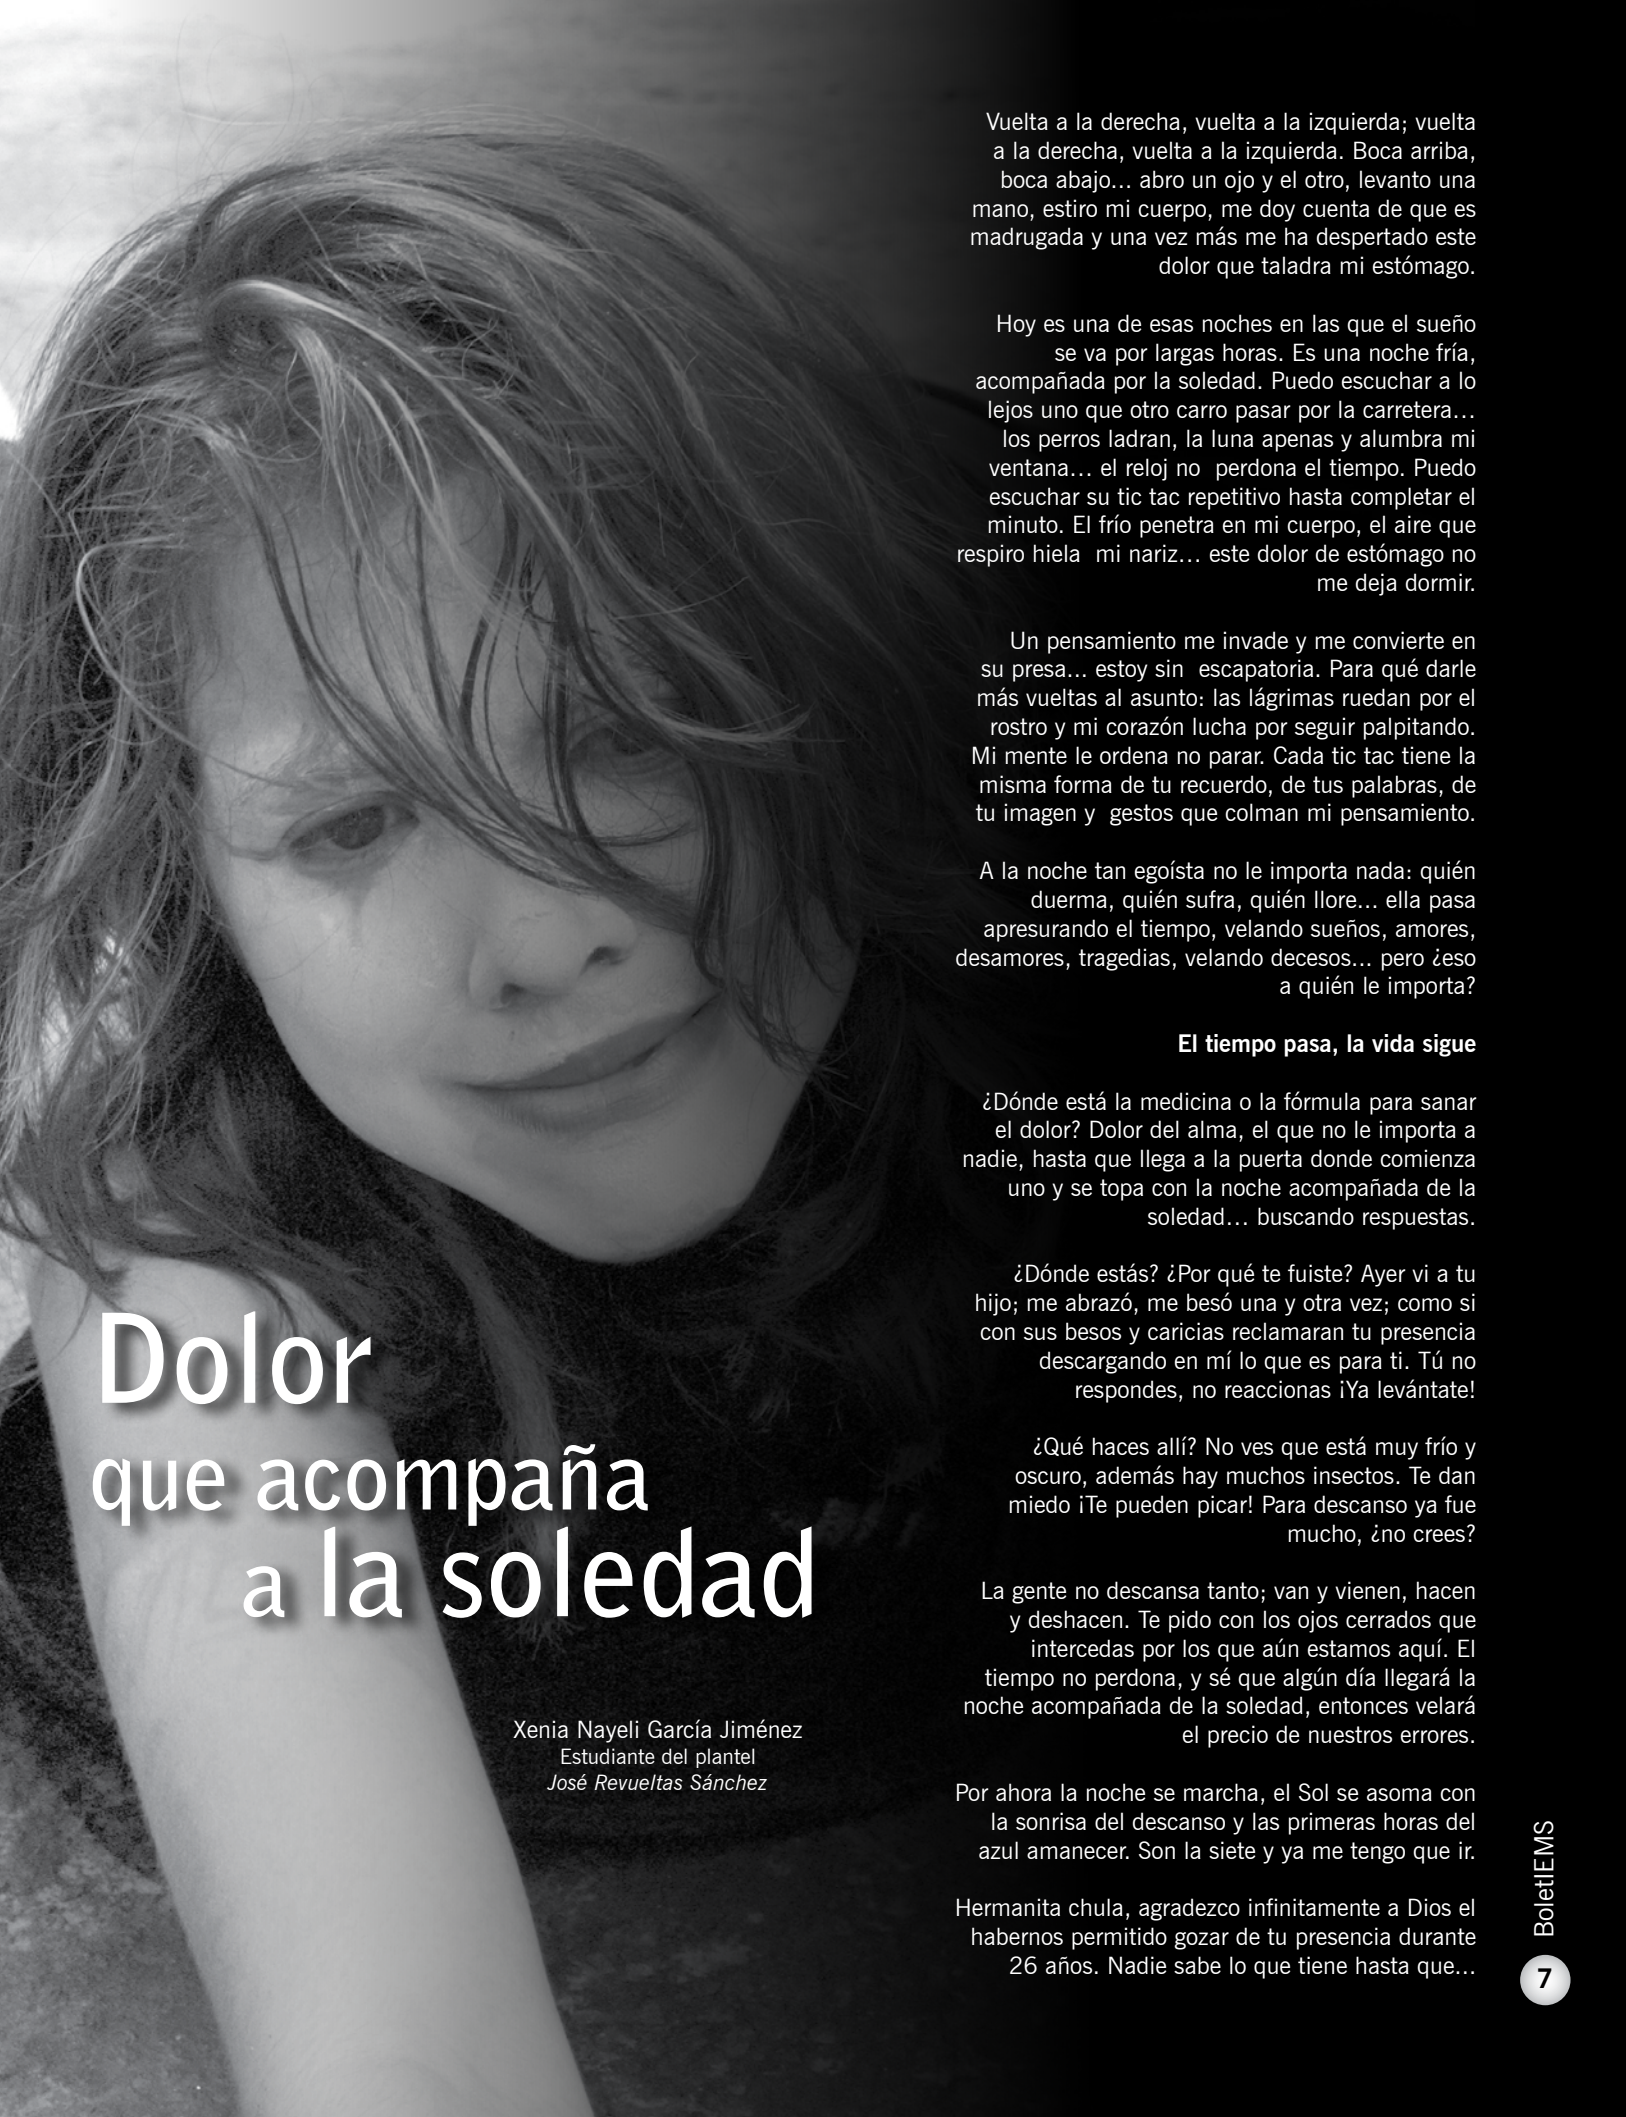 Vuelta a la derecha, vuelta a la izquierda; vuelta
a la derecha, vuelta a la izquierda. Boca arriba,
boca abajo... abro un ojo y el otro, levanto una
mano, estiro mi cuerpo, me doy cuenta de que es
madrugada y una vez más me ha despertado este
dolor que taladra mi estómago.

Hoy es una de esas noches en las que el sueño
se va por largas horas. Es una noche fría,
acompañada por la soledad. Puedo escuchar a lo
lejos uno que otro carro pasar por la carretera…
los perros ladran, la luna apenas y alumbra mi
ventana… el reloj no  perdona el tiempo. Puedo
escuchar su tic tac repetitivo hasta completar el
minuto. El frío penetra en mi cuerpo, el aire que
respiro hiela  mi nariz… este dolor de estómago no
me deja dormir.

Un pensamiento me invade y me convierte en
su presa... estoy sin  escapatoria. Para qué darle
más vueltas al asunto: las lágrimas ruedan por el
rostro y mi corazón lucha por seguir palpitando.
Mi mente le ordena no parar. Cada tic tac tiene la
misma forma de tu recuerdo, de tus palabras, de
tu imagen y  gestos que colman mi pensamiento.

A la noche tan egoísta no le importa nada: quién
duerma, quién sufra, quién llore... ella pasa
apresurando el tiempo, velando sueños, amores,
desamores, tragedias, velando decesos... pero ¿eso
a quién le importa?

El tiempo pasa, la vida sigue

¿Dónde está la medicina o la fórmula para sanar
el dolor? Dolor del alma, el que no le importa a
nadie, hasta que llega a la puerta donde comienza
uno y se topa con la noche acompañada de la
soledad… buscando respuestas.

¿Dónde estás? ¿Por qué te fuiste? Ayer vi a tu
hijo; me abrazó, me besó una y otra vez; como si
con sus besos y caricias reclamaran tu presencia
descargando en mí lo que es para ti. Tú no
respondes, no reaccionas ¡Ya levántate!

¿Qué haces allí? No ves que está muy frío y
oscuro, además hay muchos insectos. Te dan
miedo ¡Te pueden picar! Para descanso ya fue
mucho, ¿no crees?

La gente no descansa tanto; van y vienen, hacen
y deshacen. Te pido con los ojos cerrados que
intercedas por los que aún estamos aquí. El
tiempo no perdona, y sé que algún día llegará la
noche acompañada de la soledad, entonces velará
el precio de nuestros errores.

Por ahora la noche se marcha, el Sol se asoma con
la sonrisa del descanso y las primeras horas del
azul amanecer. Son la siete y ya me tengo que ir.

Hermanita chula, agradezco infinitamente a Dios el
habernos permitido gozar de tu presencia durante
26 años. Nadie sabe lo que tiene hasta que...

Dolor
que acompaña
a la soledad

Xenia Nayeli García Jiménez
Estudiante del plantel
José Revueltas Sánchez

BoletIEMS
7